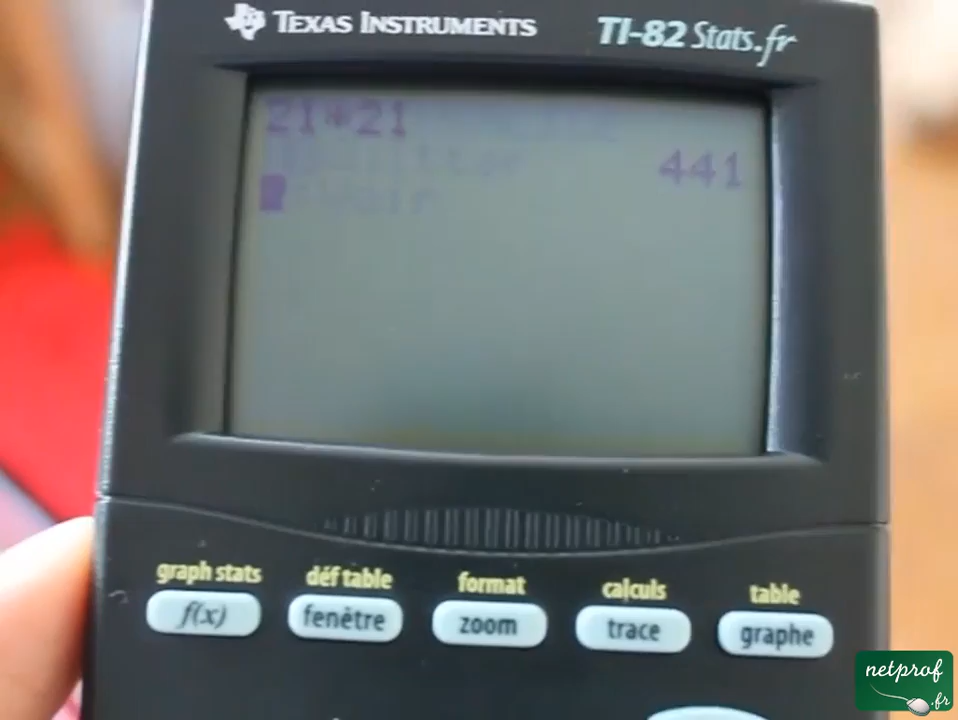 TEXAS INSTRUMENTS
TI-82 Stats.fr
21*21
441
graph stats
déf table
format
calculs
table
f(x)
fenêtre
zoom
trace
graphe
netprof
.fr